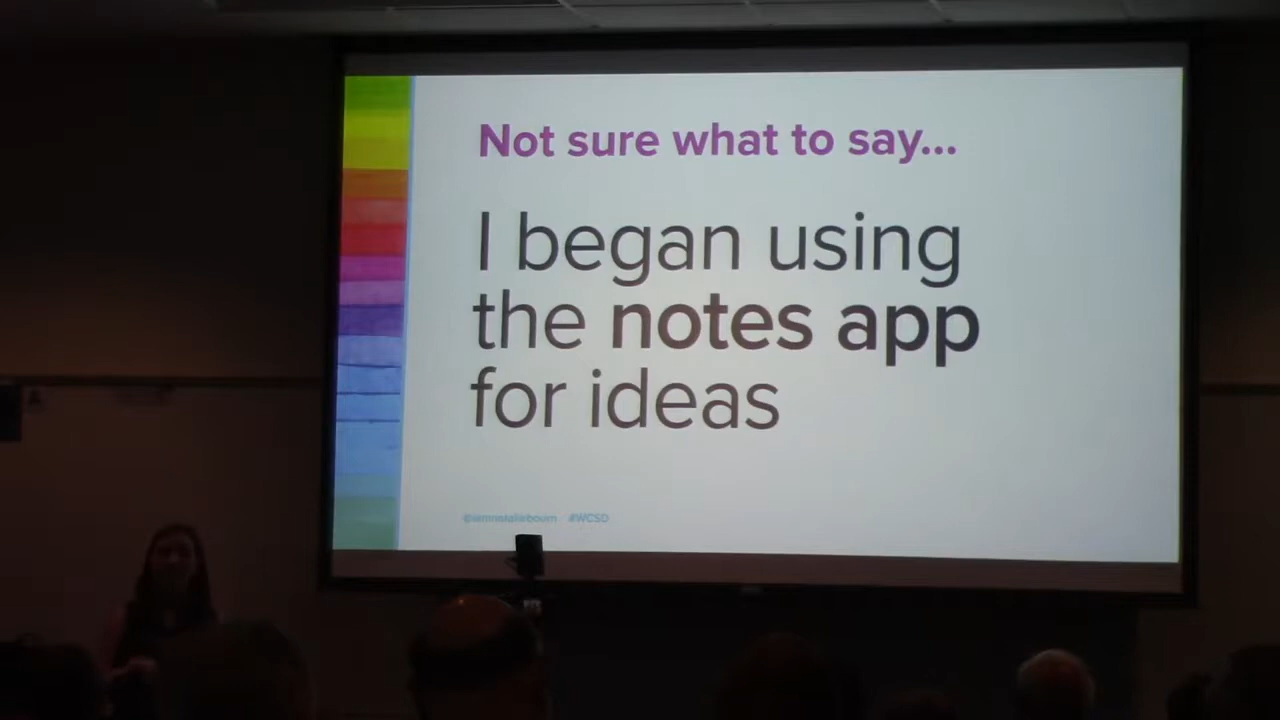 Not sure what to say...
I began using
the notes app
for ideas
#WCSD